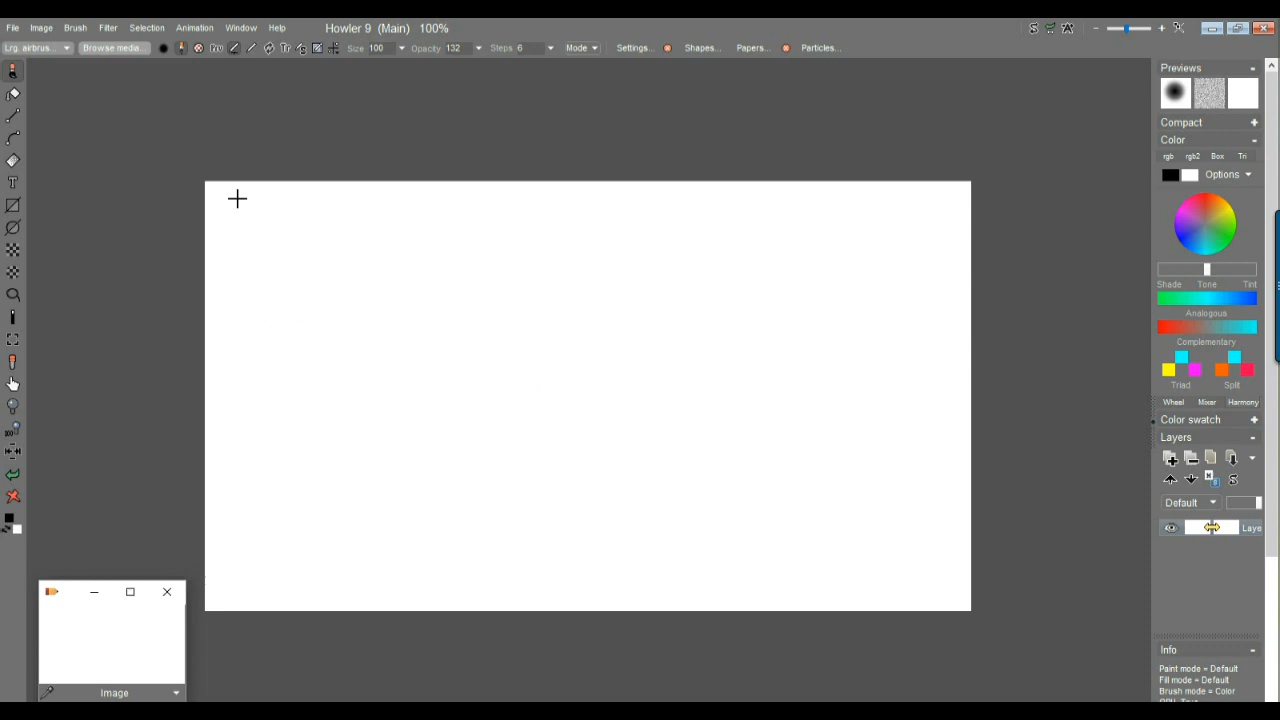 File Image Brush Filter Selection Animation Window Help Howler 9 (Main) 100%
Lrg. airbrus... Browse media... Size 100 Opacity 132 Steps 6 Mode Settings... Shapes... Papers... Particles...
Previews
Compact
Color
rgb rgb2 Box Tri
Options
Shade Tone Tint
Analogous
Complementary
Triad Split
Wheel Mixer Harmony
Color swatch
Layers
Default
Laye
Image
Info
Paint mode = Default
Fill mode = Default
Brush mode = Color